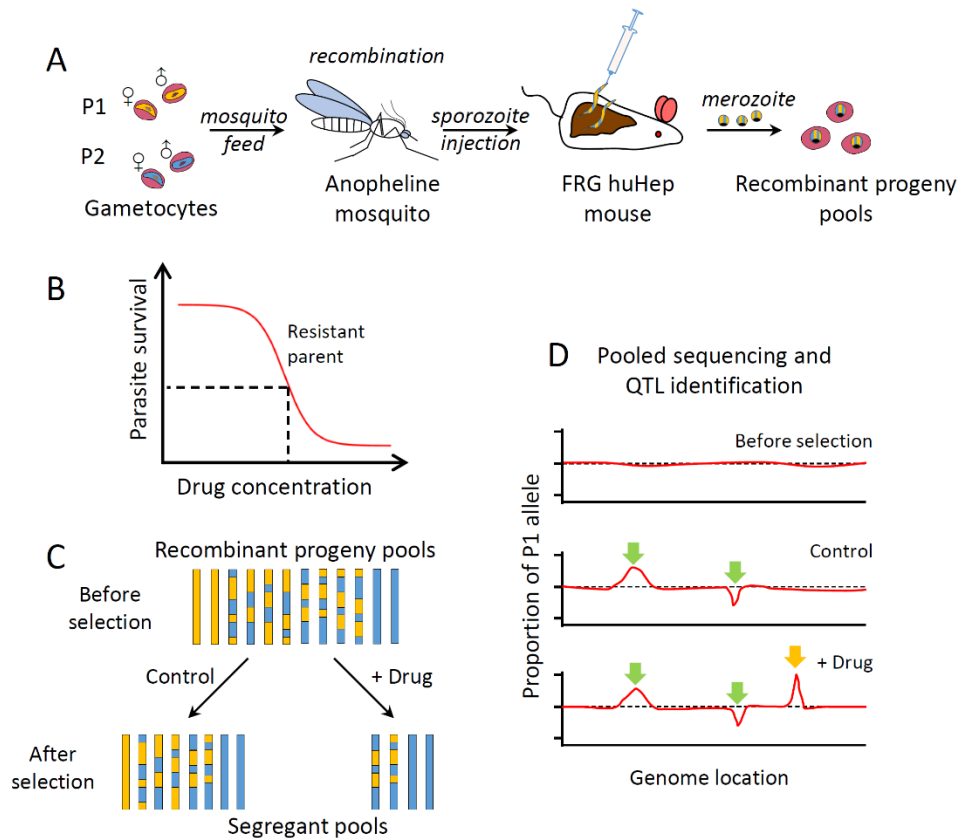 A
P1
P2
♀
♂
♀
♂
Gametocytes
mosquito
feed
recombination
Anopheline
mosquito
sporozoite
injection
FRG huHep
mouse
merozoite
Recombinant progeny
pools
B
Parasite survival
Resistant
parent
Drug concentration
C
Recombinant progeny pools
Before
selection
Control
+ Drug
After
selection
Segregant pools
D
Pooled sequencing and
QTL identification
Proportion of P1 allele
Before selection
Control
+ Drug
Genome location